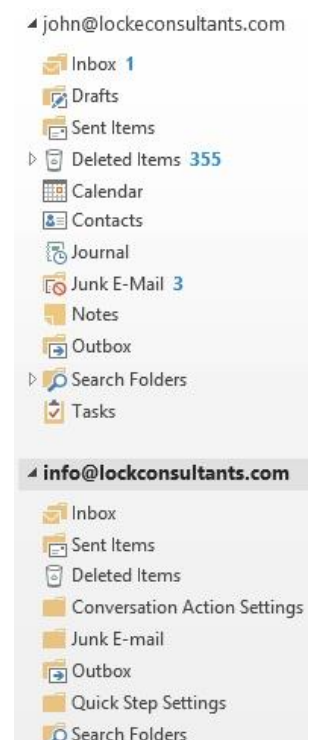 john@lockeconsultants.com
Inbox 1
Drafts
Sent Items
Deleted Items 355
Calendar
Contacts
Journal
Junk E-Mail 3
Notes
Outbox
Search Folders
Tasks
info@lockconsultants.com
Inbox
Sent Items
Deleted Items
Conversation Action Settings
Junk E-mail
Outbox
Quick Step Settings
Search Folders